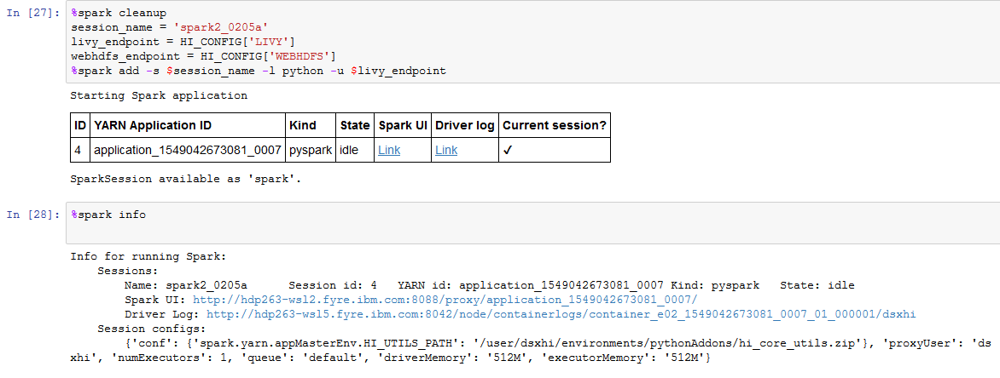 In [27]: %spark cleanup
session_name = 'spark2_0205a'
livy_endpoint = HI_CONFIG['LIVY']
webhdfs_endpoint = HI_CONFIG['WEBHDFS']
%spark add -s $session_name -l python -u $livy_endpoint
Starting Spark application
ID YARN Application ID Kind State Spark UI Driver log Current session?
4 application_1549042673081_0007 pyspark idle Link Link ✔
SparkSession available as 'spark'.
In [28]: %spark info
Info for running Spark:
Sessions:
Name: spark2_0205a Session id: 4 YARN id: application_1549042673081_0007 Kind: pyspark State: idle
Spark UI: http://hdp263-wsl2.fyre.ibm.com:8088/proxy/application_1549042673081_0007/
Driver Log: http://hdp263-wsl5.fyre.ibm.com:8042/node/containerlogs/container_e02_1549042673081_0007_01_000001/dsxhi
Session configs:
{'conf': {'spark.yarn.appMasterEnv.HI_UTILS_PATH': '/user/dsxhi/environments/pythonAddons/hi_core_utils.zip'}, 'proxyUser': 'ds
xhi', 'numExecutors': 1, 'queue': 'default', 'driverMemory': '512M', 'executorMemory': '512M'}